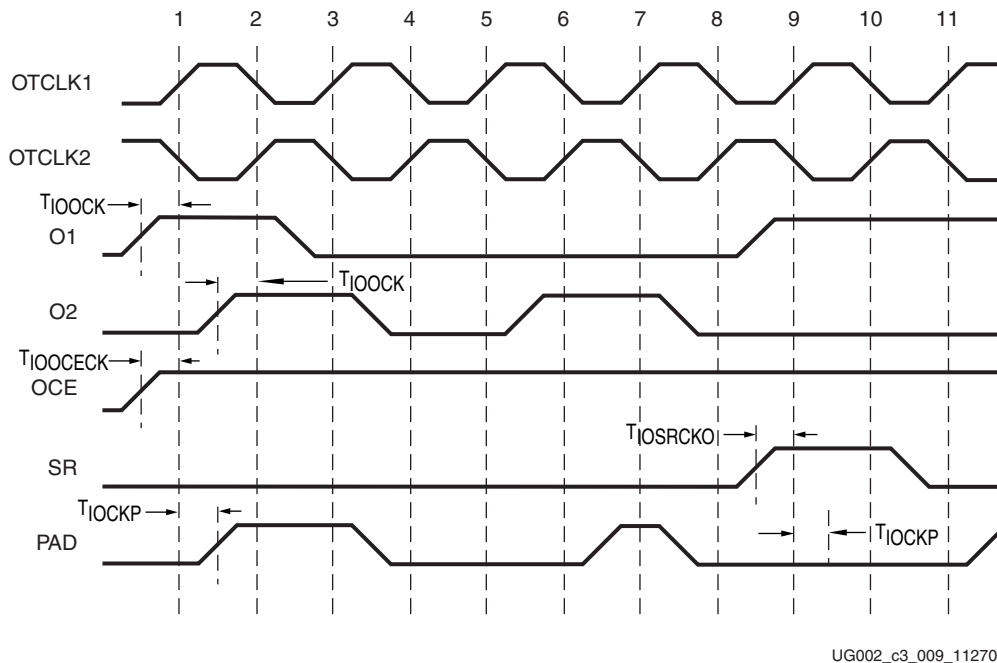 1 2 3 4 5 6 7 8 9 10 11
OTCLK1
OTCLK2
TIOOCK
O1
TIOOCK
O2
TIOOCECK
OCE
TIOSRCKO
SR
TIOCKP
PAD
TIOCKP
UG002_c3_009_11270